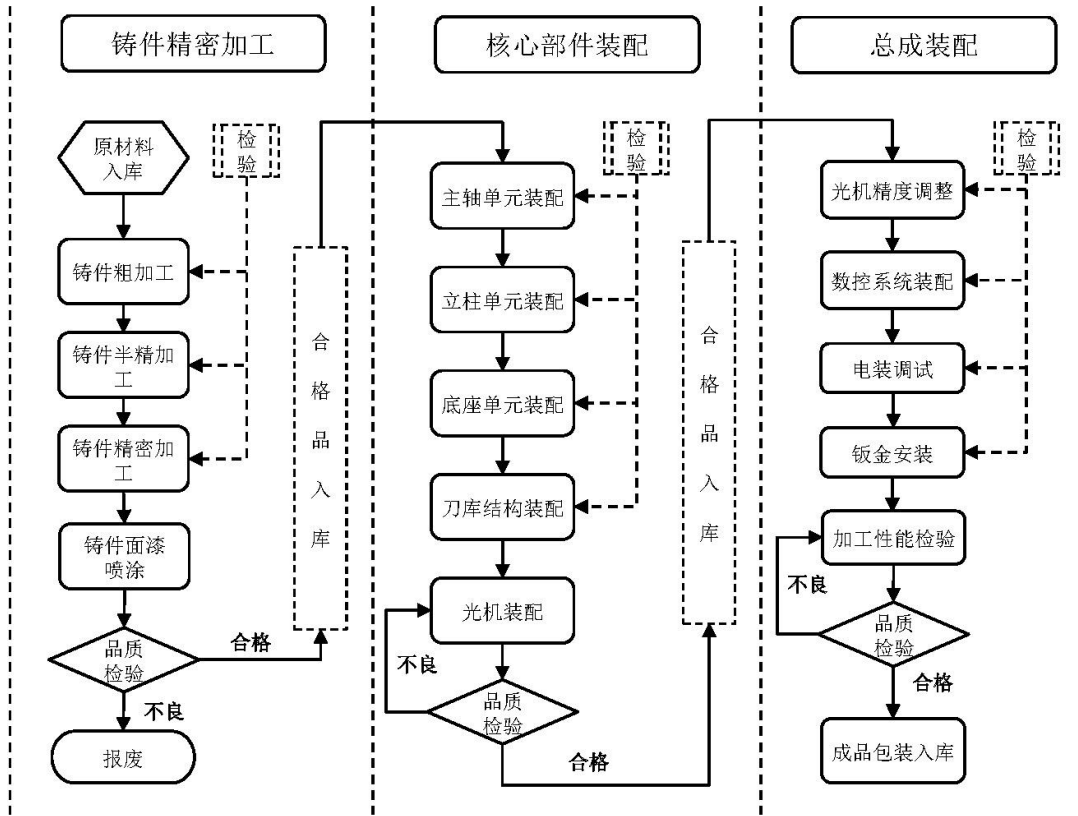 铸件精密加工
原材料
入库
检
验
铸件粗加工
铸件半精加
工
铸件精密加
工
铸件面漆
喷涂
品质
检验
合格
不良
报废
合
格
品
入
库
核心部件装配
检
验
主轴单元装配
立柱单元装配
底座单元装配
刀库结构装配
光机装配
不良
品质
检验
合格
合
格
品
入
库
总成装配
检
验
光机精度调整
数控系统装配
电装调试
钣金安装
加工性能检验
不良
品质
检验
合格
成品包装入库